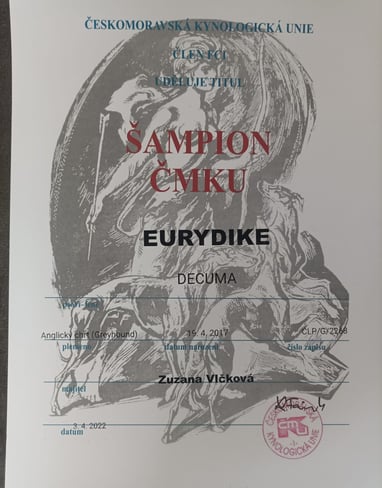 ČESKOMORAVSKÁ KYNOLOGICKÁ UNIE
ČLEN FCI
UDĚLUJE TITUL
ŠAMPION
ČMKU
EURYDIKE
DECUMA
Anglický chrt (Greyhound) 19. 4. 2017
plemeno datum narození číslo zápisu
Zuzana Vlčková
majitel
3. 4. 2022
datum
KYNOLOGICKÁ UNIE